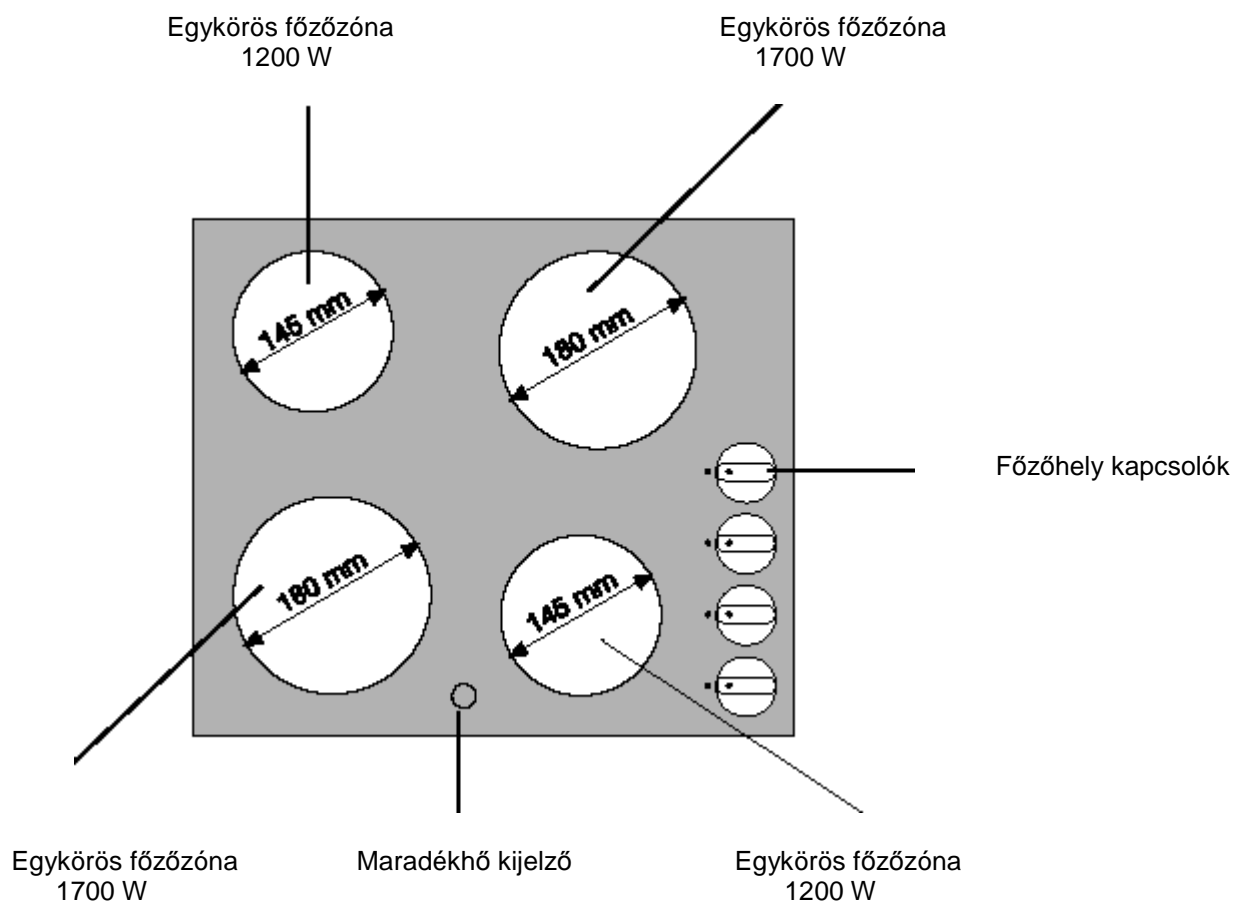 Egykörös főzőzóna
1200 W
Egykörös főzőzóna
1700 W
145 mm
180 mm
Főzőhely kapcsolók
180 mm
145 mm
Egykörös főzőzóna
1700 W
Maradékhő kijelző
Egykörös főzőzóna
1200 W